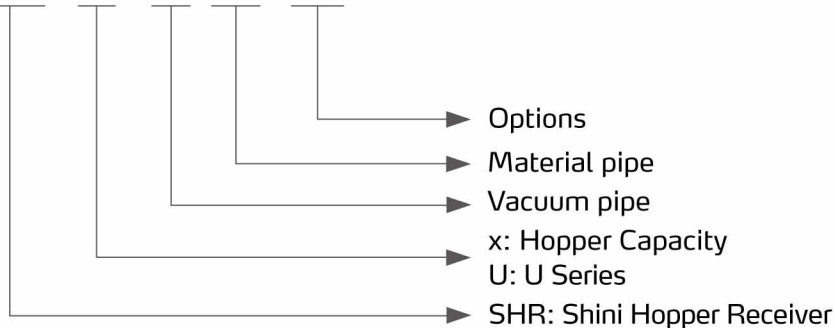 Options
Material pipe
Vacuum pipe
x: Hopper Capacity
U: U Series
SHR: Shini Hopper Receiver